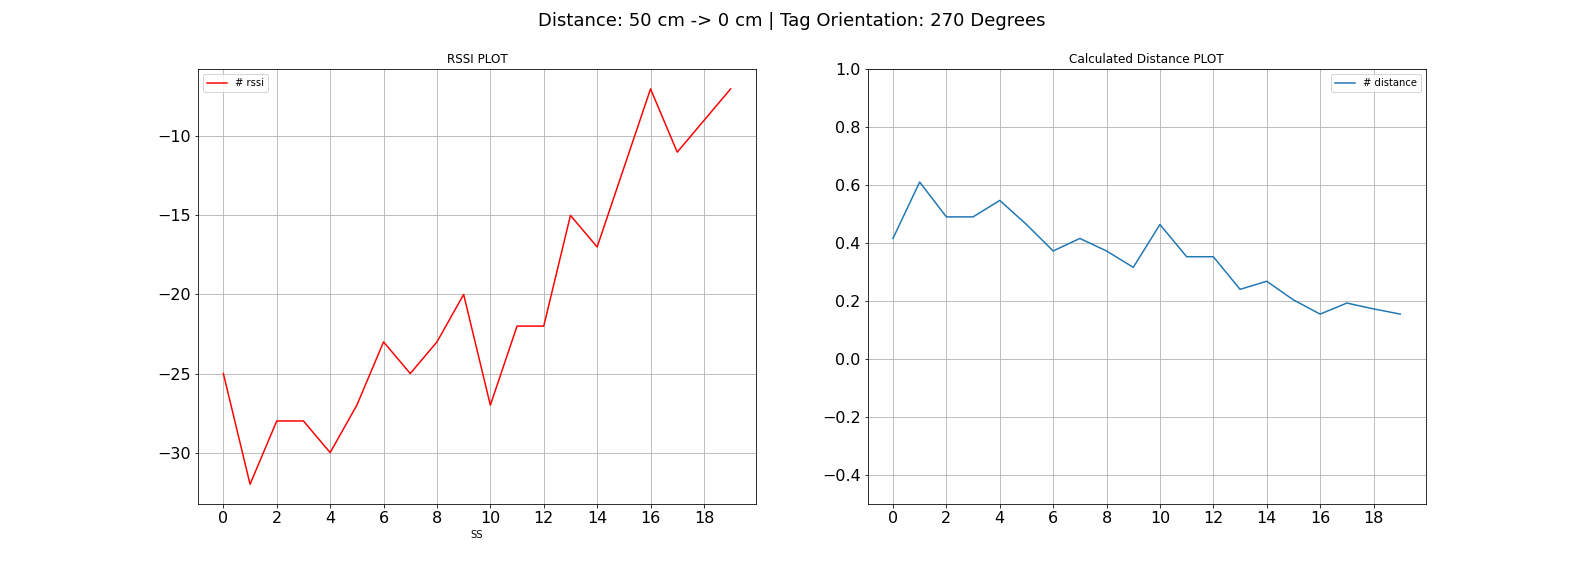 Distance: 50 cm -> 0 cm | Tag Orientation: 270 Degrees
RSSI PLOT
# rssi
−10
−15
−20
−25
−30
0 2 4 6 8 10 12 14 16 18
SS
Calculated Distance PLOT
# distance
1.0
0.8
0.6
0.4
0.2
0.0
−0.2
−0.4
0 2 4 6 8 10 12 14 16 18